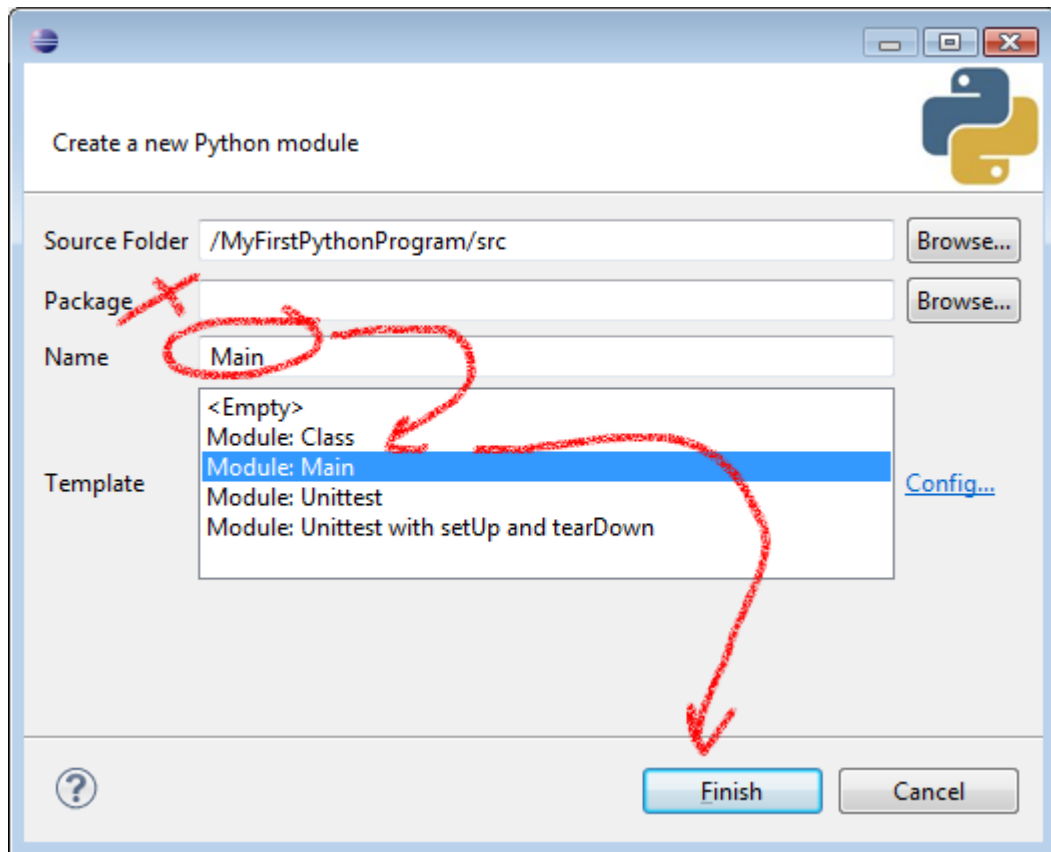 Create a new Python module
Source Folder /MyFirstPythonProgram/src Browse...
Package Browse...
Name Main
<Empty>
Module: Class
Module: Main
Template Config...
Module: Unittest
Module: Unittest with setUp and tearDown
? Finish Cancel